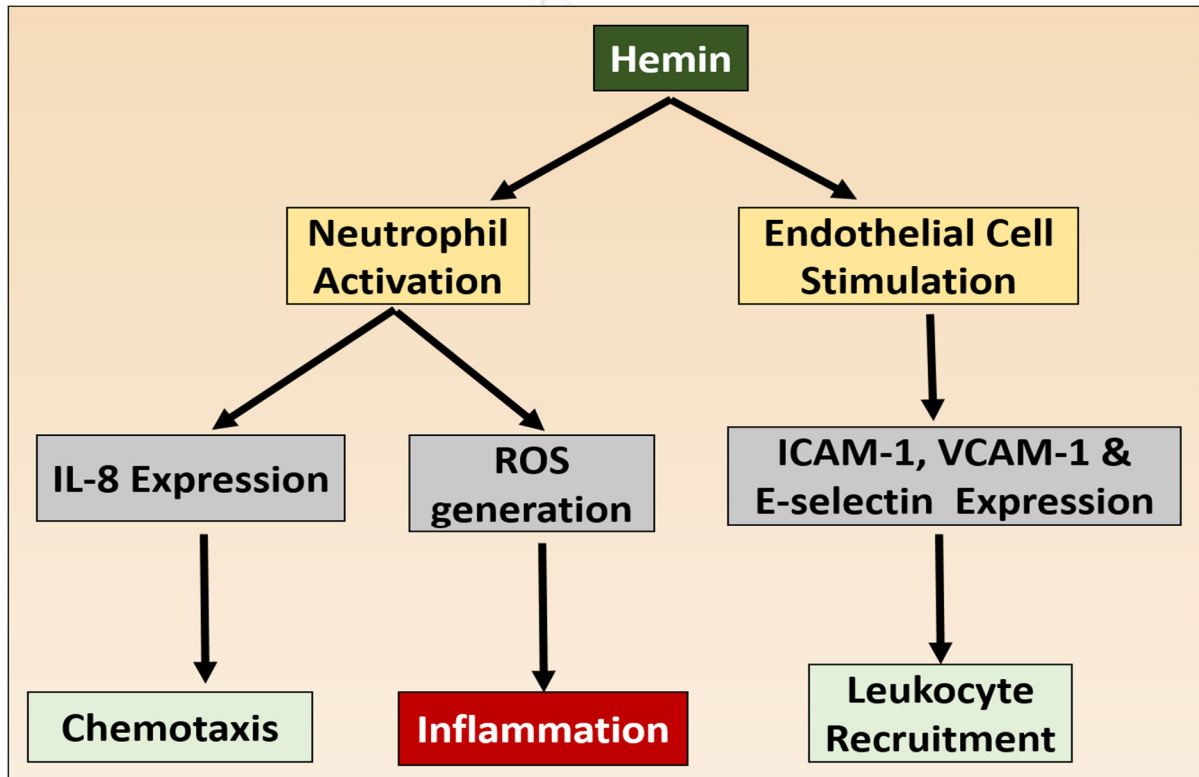 Hemin
Neutrophil
Activation
Endothelial Cell
Stimulation
IL-8 Expression
ROS
generation
ICAM-1, VCAM-1 &
E-selectin Expression
Chemotaxis
Inflammation
Leukocyte
Recruitment